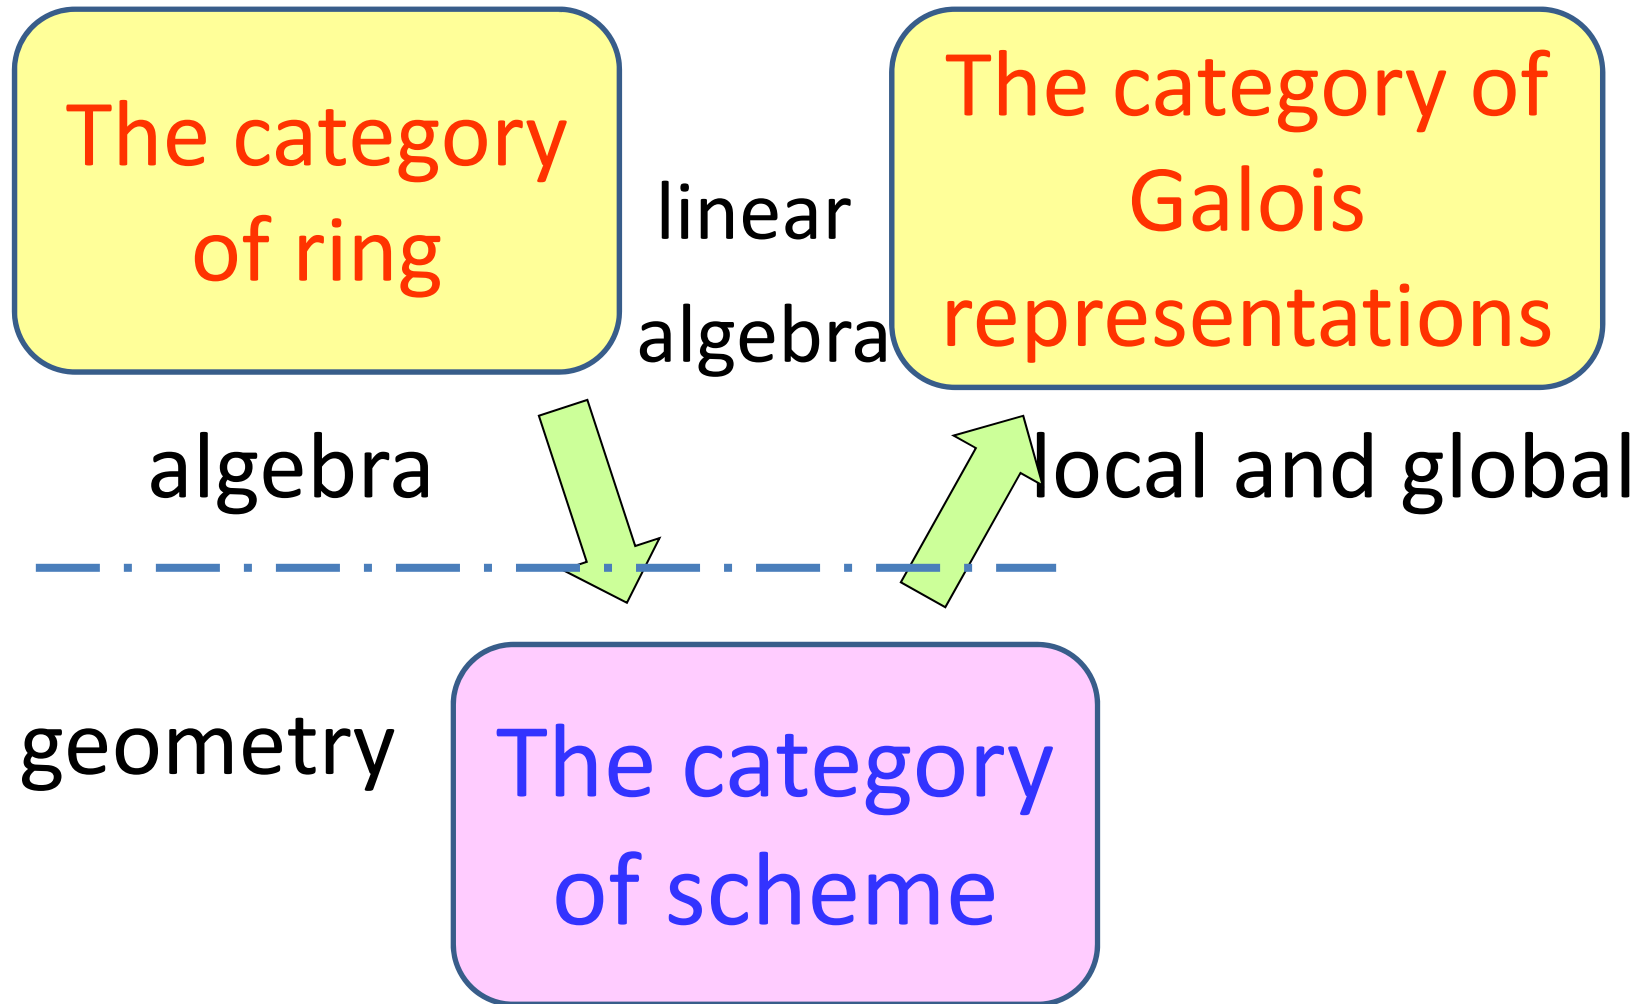 The category
of ring
linear
algebra
The category of
Galois
representations
algebra
local and global
geometry
The category
of scheme